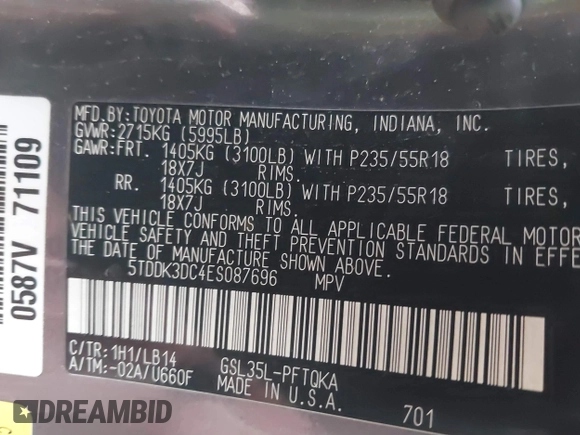 MFD.BY:TOYOTA MOTOR MANUFACTURING, INDIANA, INC.
GVWR:2715KG (5995LB)
GAWR:FRT. 1405KG (3100LB) WITH P235/55R18 TIRES,
18X7J RIMS.
RR. 1405KG (3100LB) WITH P235/55R18 TIRES,
18X7J RIMS.
THIS VEHICLE CONFORMS TO ALL APPLICABLE FEDERAL MOTOR
VEHICLE SAFETY AND THEFT PREVENTION STANDARDS IN EFFE
THE DATE OF MANUFACTURE SHOWN ABOVE.
5TDDK3DC4ES087696 MPV
C/TR:1H1/LB14 GSL35L-PFTQKA
A/TM:-02A/U660F MADE IN U.S.A. 701
0587V 71109
DREAMBID